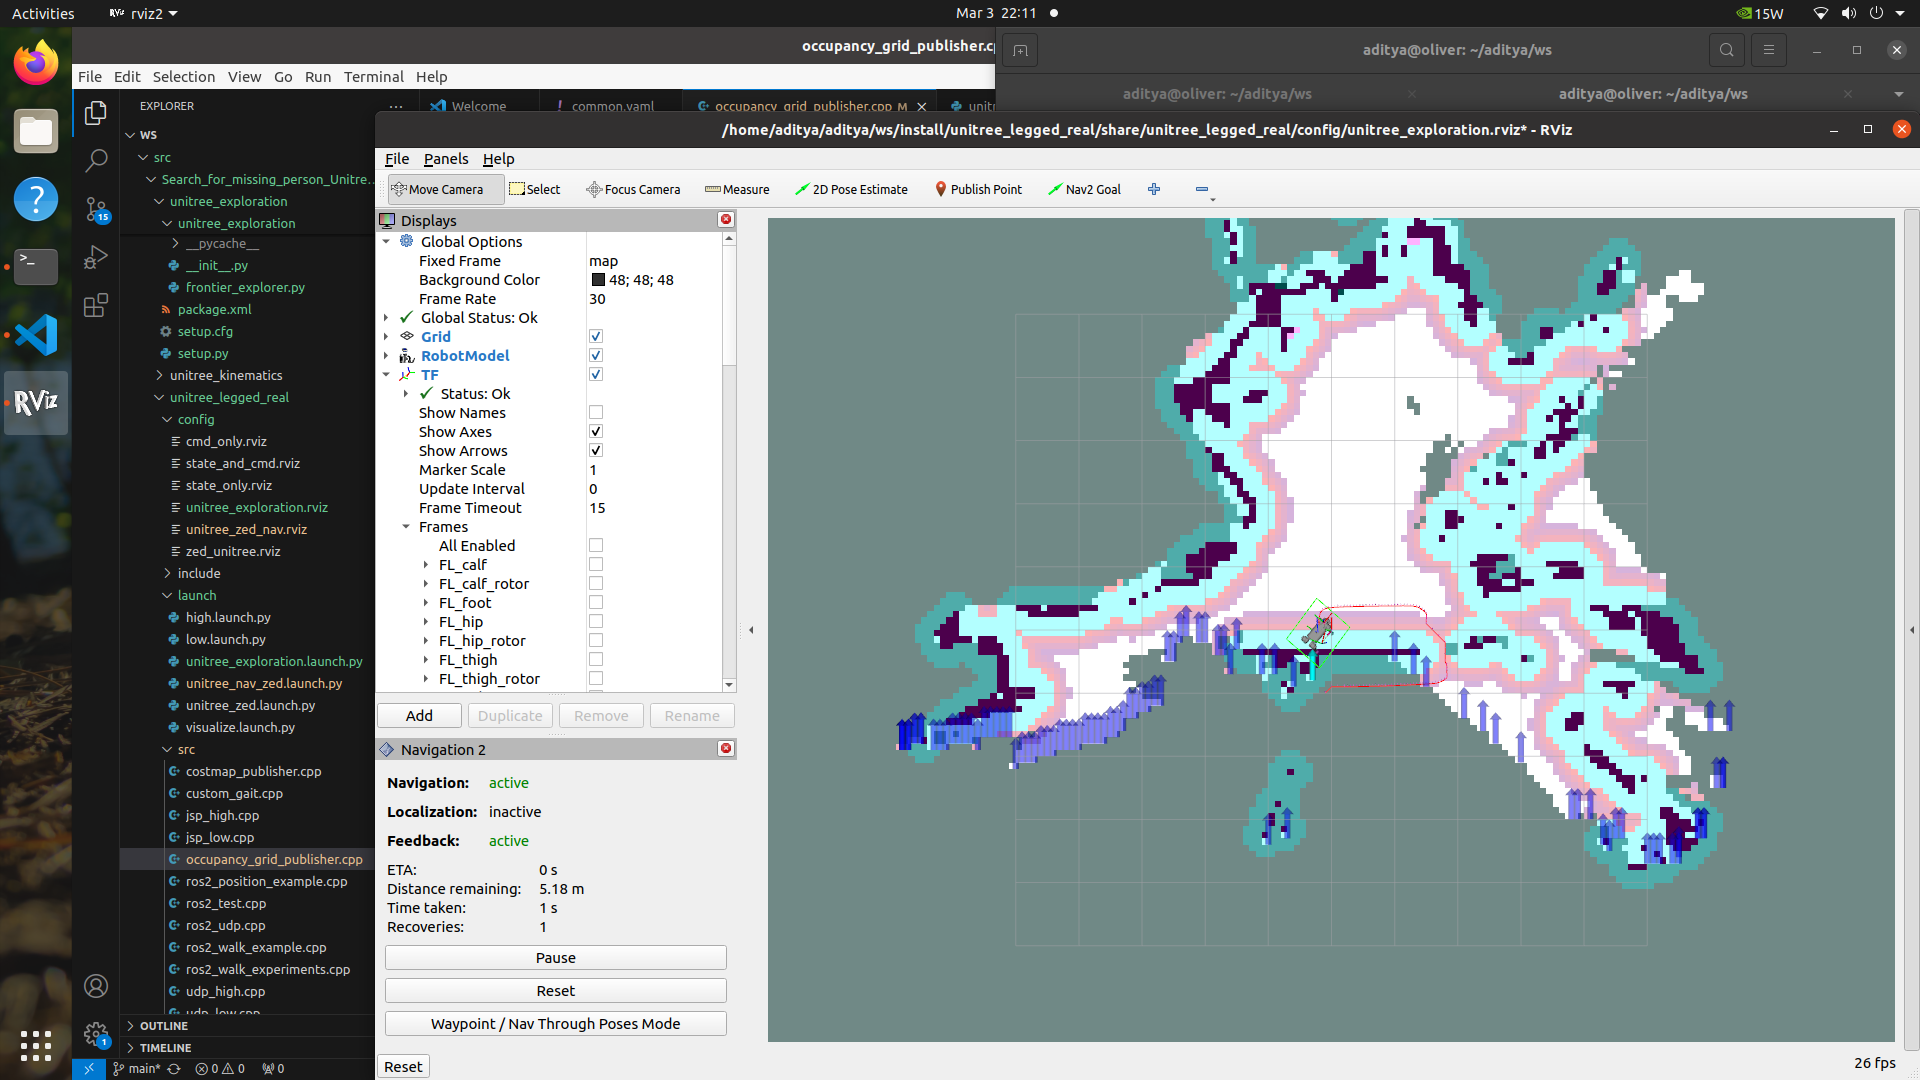 Activities
rviz2
Mar 3 22:11
15W
occupancy_grid_publisher.c
aditya@oliver: ~/aditya/ws
File Edit Selection View Go Run Terminal Help
aditya@oliver: ~/aditya/ws
aditya@oliver: ~/aditya/ws
EXPLORER
Welcome
common.yaml
occupancy_grid_publisher.cpp M
unit
WS
src
Search_for_missing_person_Unitre...
unitree_exploration
unitree_exploration
__pycache__
__init__.py
frontier_explorer.py
package.xml
setup.cfg
setup.py
unitree_kinematics
unitree_legged_real
config
cmd_only.rviz
state_and_cmd.rviz
state_only.rviz
unitree_exploration.rviz
unitree_zed_nav.rviz
zed_unitree.rviz
include
launch
high.launch.py
low.launch.py
unitree_exploration.launch.py
unitree_nav_zed.launch.py
unitree_zed.launch.py
visualize.launch.py
src
costmap_publisher.cpp
custom_gait.cpp
jsp_high.cpp
jsp_low.cpp
occupancy_grid_publisher.cpp
ros2_position_example.cpp
ros2_test.cpp
ros2_udp.cpp
ros2_walk_example.cpp
ros2_walk_experiments.cpp
udp_high.cpp
udp_low.cpp
OUTLINE
TIMELINE
15
1
RViz
main* 0 0 0
/home/aditya/aditya/ws/install/unitree_legged_real/share/unitree_legged_real/config/unitree_exploration.rviz* - RViz
File Panels Help
Move Camera Select Focus Camera Measure 2D Pose Estimate Publish Point Nav2 Goal
Displays
Global Options
Fixed Frame map
Background Color 48; 48; 48
Frame Rate 30
Global Status: Ok
Grid
RobotModel
TF
Status: Ok
Show Names
Show Axes
Show Arrows
Marker Scale 1
Update Interval 0
Frame Timeout 15
Frames
All Enabled
FL_calf
FL_calf_rotor
FL_foot
FL_hip
FL_hip_rotor
FL_thigh
FL_thigh_rotor
Add Duplicate Remove Rename
Navigation 2
Navigation: active
Localization: inactive
Feedback: active
ETA: 0 s
Distance remaining: 5.18 m
Time taken: 1 s
Recoveries: 1
Pause
Reset
Waypoint / Nav Through Poses Mode
Reset
26 fps